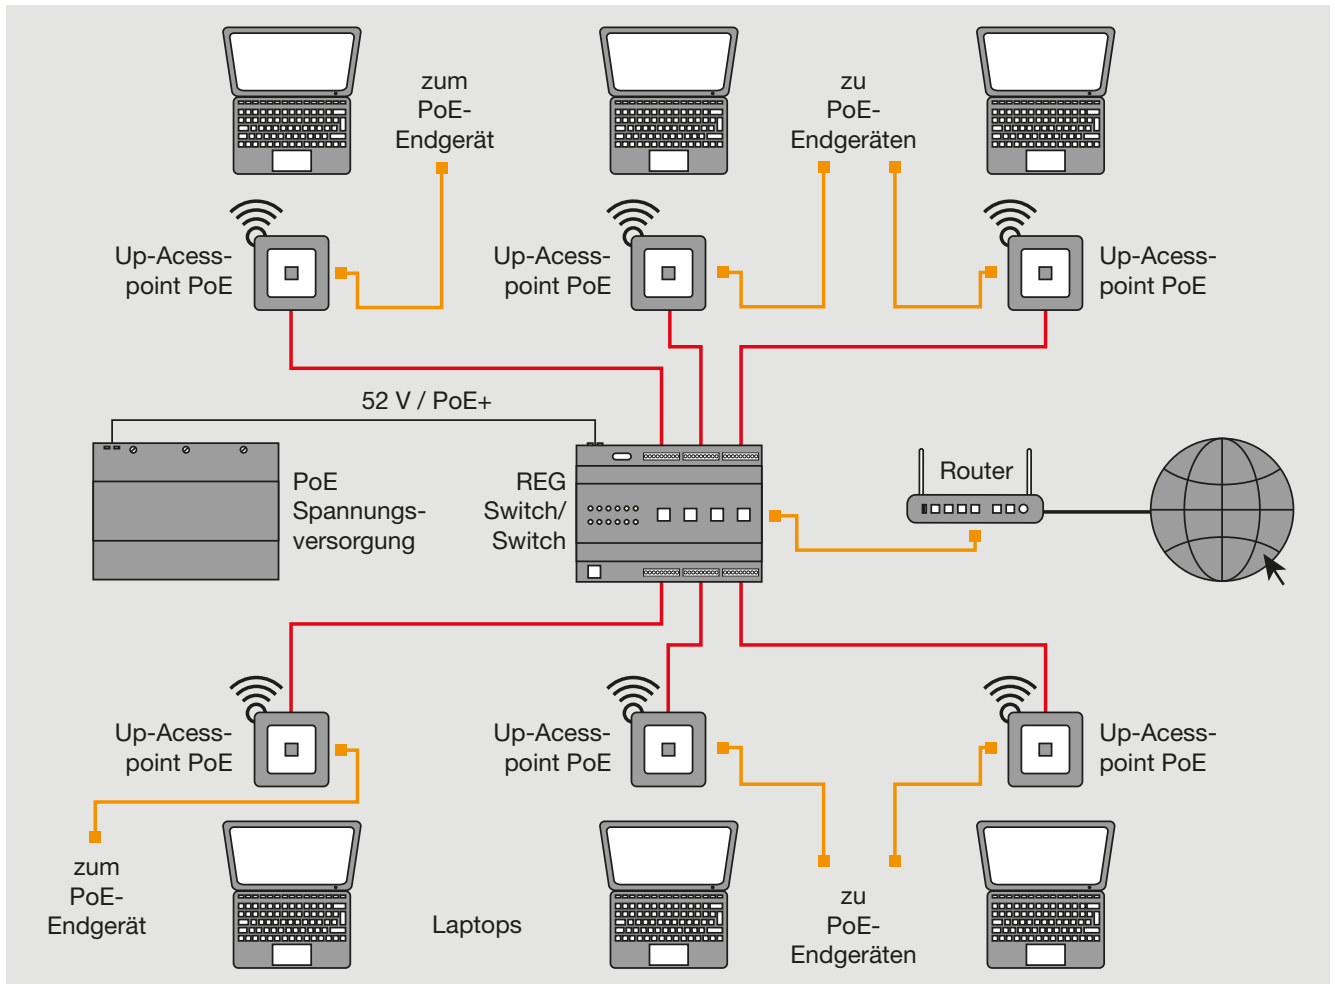 zum
PoE-
Endgerät
zu
PoE-
Endgeräten
Up-Acess-
point PoE
Up-Acess-
point PoE
Up-Acess-
point PoE
52 V / PoE+
PoE
Spannungs-
versorgung
REG
Switch/
Switch
Router
Up-Acess-
point PoE
Up-Acess-
point PoE
Up-Acess-
point PoE
zum
PoE-
Endgerät
Laptops
zu
PoE-
Endgeräten